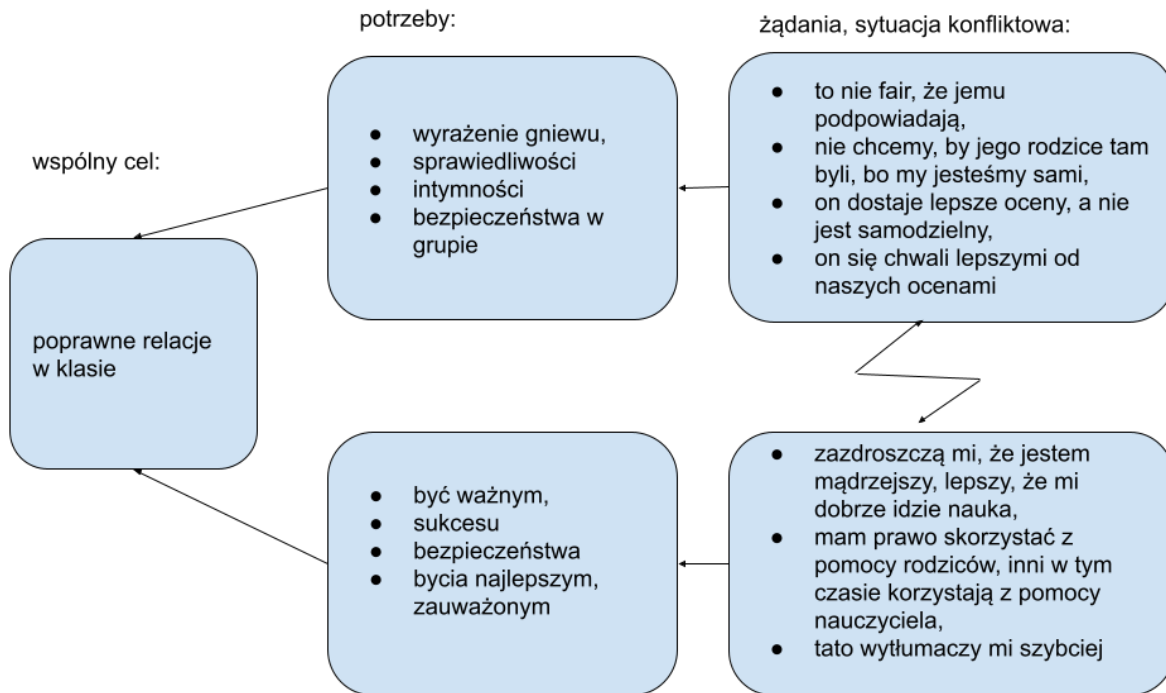 potrzeby:
żądania, sytuacja konfliktowa:
wspólny cel:
● wyrażenie gniewu,
● sprawiedliwości
● intymności
● bezpieczeństwa w
grupie
● to nie fair, że jemu
podpowiadają,
● nie chcemy, by jego rodzice tam
byli, bo my jesteśmy sami,
● on dostaje lepsze oceny, a nie
jest samodzielny,
● on się chwali lepszymi od
naszych ocenami
poprawne relacje
w klasie
● być ważnym,
● sukcesu
● bezpieczeństwa
● bycia najlepszym,
zauważonym
● zazdroszczą mi, że jestem
mądrzejszy, lepszy, że mi
dobrze idzie nauka,
● mam prawo skorzystać z
pomocy rodziców, inni w tym
czasie korzystają z pomocy
nauczyciela,
● tato wytłumaczy mi szybciej